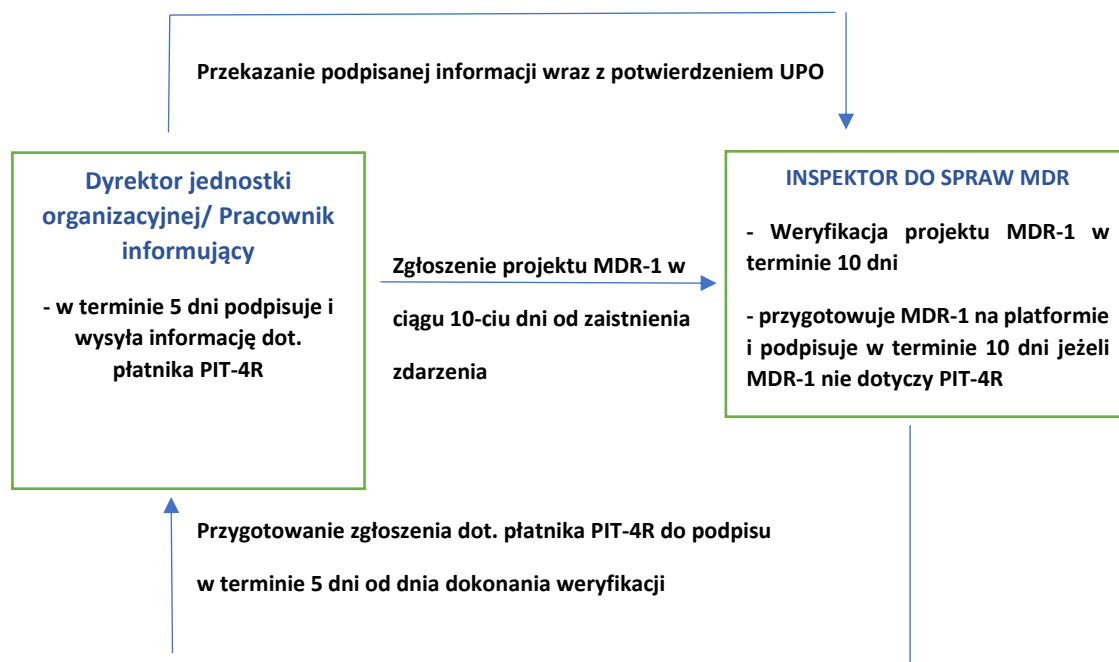 Przekazanie podpisanej informacji wraz z potwierdzeniem UPO
Dyrektor jednostki
organizacyjnej/ Pracownik
informujący
- w terminie 5 dni podpisuje i
wysyła informację dot.
płatnika PIT-4R
Zgłoszenie projektu MDR-1 w
ciągu 10-ciu dni od zaistnienia
zdarzenia
INSPEKTOR DO SPRAW MDR
- Weryfikacja projektu MDR-1 w
terminie 10 dni
- przygotowuje MDR-1 na platformie
i podpisuje w terminie 10 dni jeżeli
MDR-1 nie dotyczy PIT-4R
Przygotowanie zgłoszenia dot. płatnika PIT-4R do podpisu
w terminie 5 dni od dnia dokonania weryfikacji